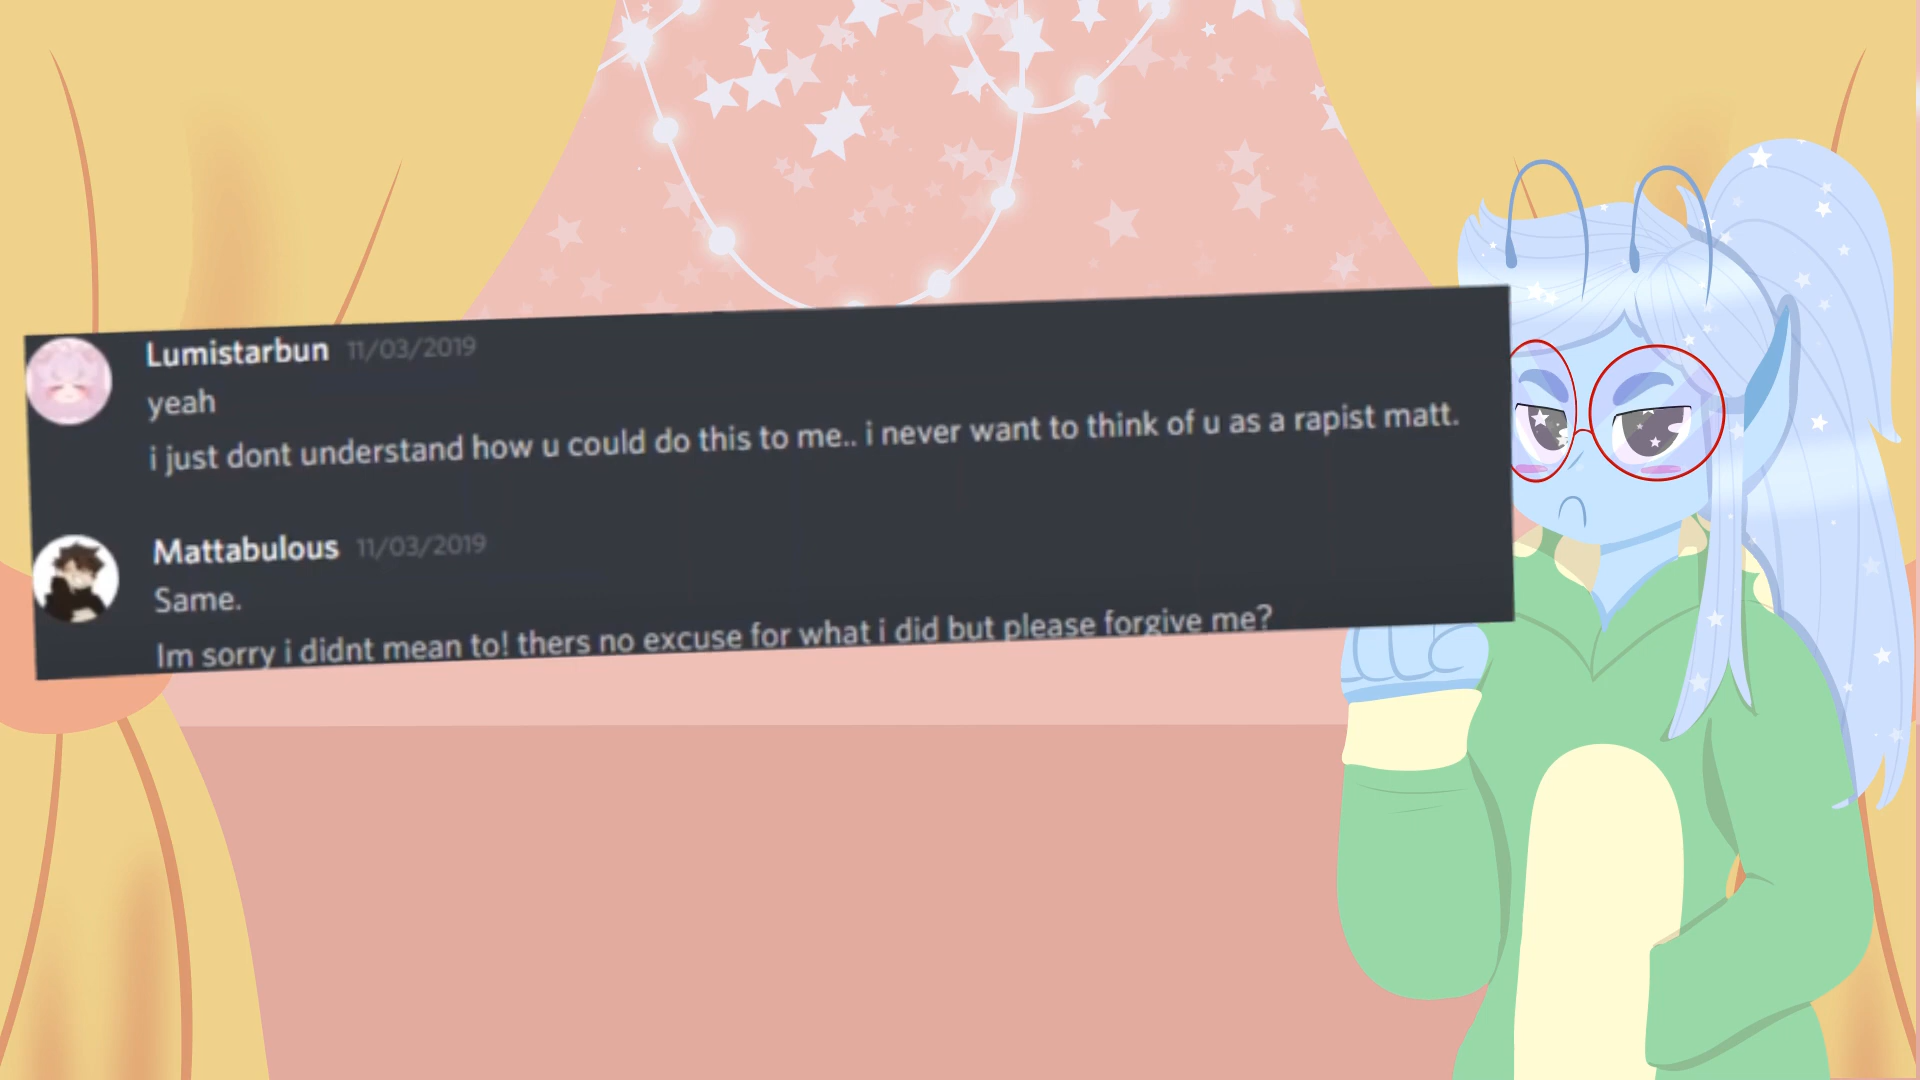 Lumistarbun 11/03/2019
yeah
i just dont understand how u could do this to me.. i never want to think of u as a rapist matt.
Mattabulous 11/03/2019
Same.
Im sorry i didnt mean to! thers no excuse for what i did but please forgive me?